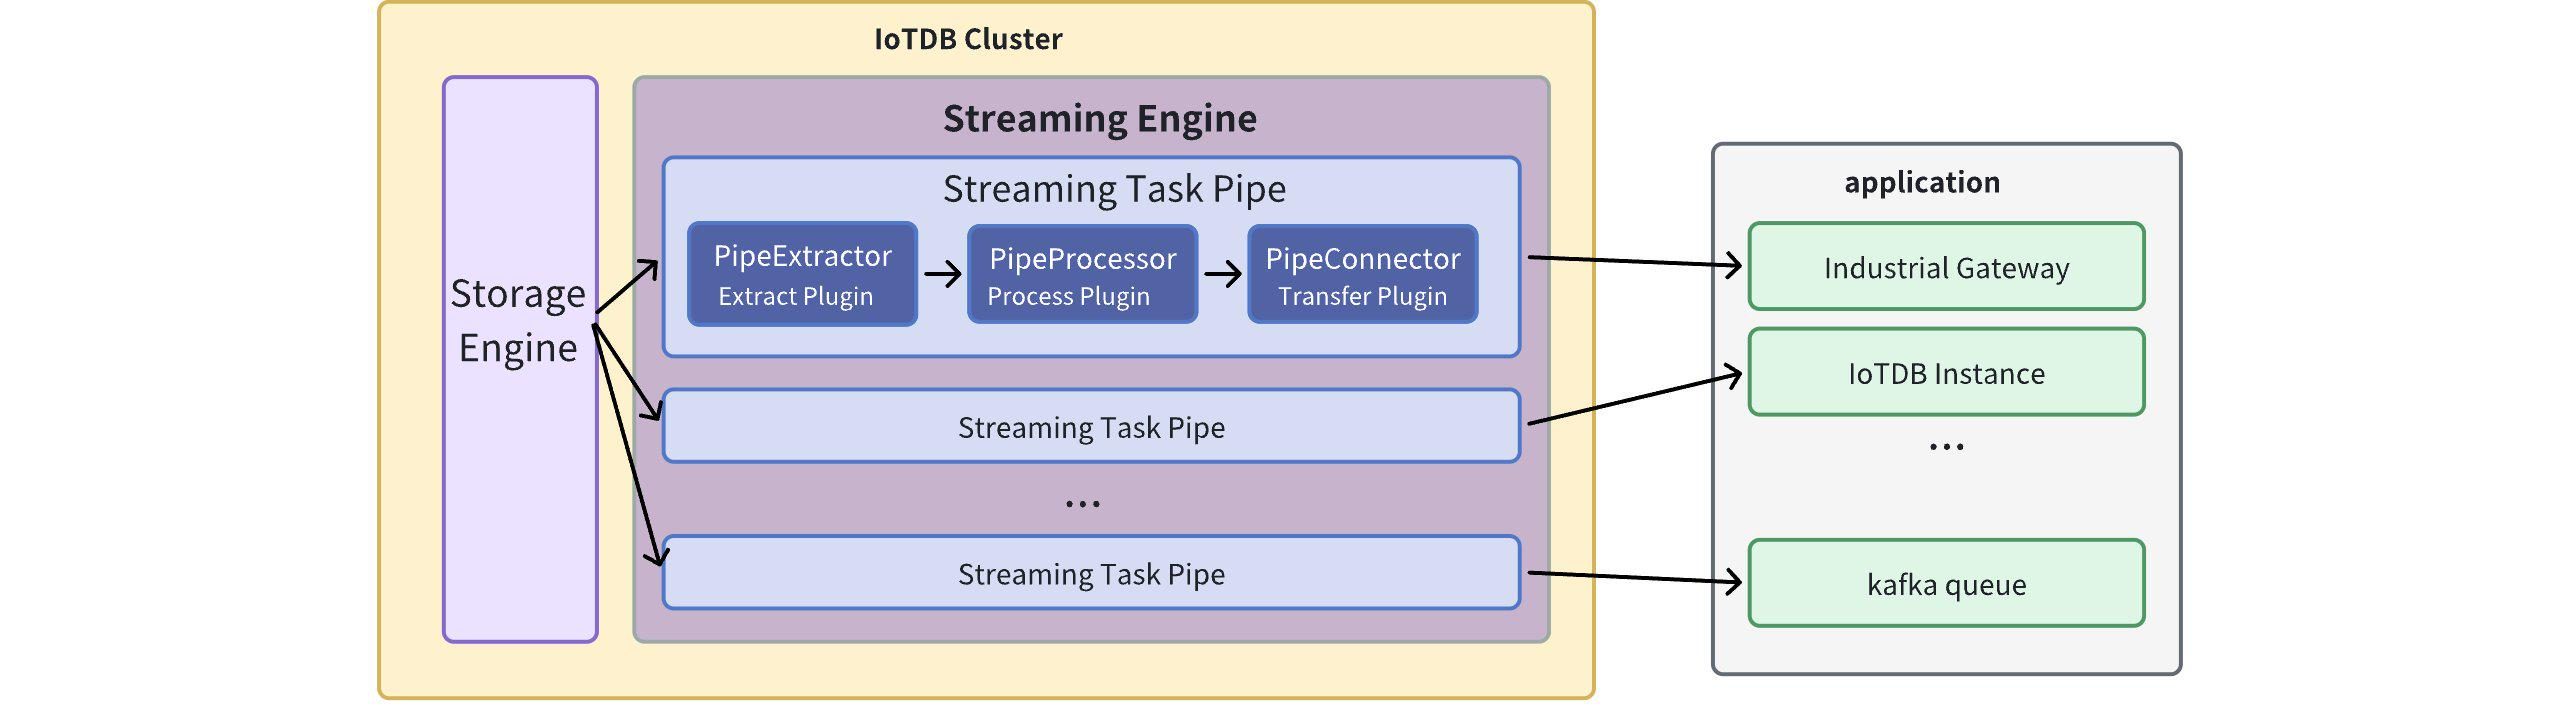 IoTDB Cluster
Storage
Engine
Streaming Engine
Streaming Task Pipe
PipeExtractor
Extract Plugin
PipeProcessor
Process Plugin
PipeConnector
Transfer Plugin
Streaming Task Pipe
...
Streaming Task Pipe
application
Industrial Gateway
IoTDB Instance
...
kafka queue